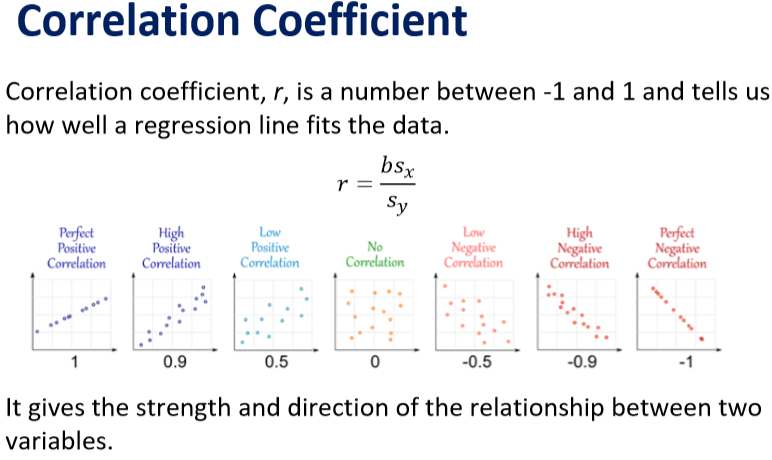 Correlation Coefficient
Correlation coefficient, r, is a number between -1 and 1 and tells us
how well a regression line fits the data.
r = bsₓ / sᵧ
Perfect Positive Correlation
High Positive Correlation
Low Positive Correlation
No Correlation
Low Negative Correlation
High Negative Correlation
Perfect Negative Correlation
1 0.9 0.5 0 -0.5 -0.9 -1
It gives the strength and direction of the relationship between two
variables.